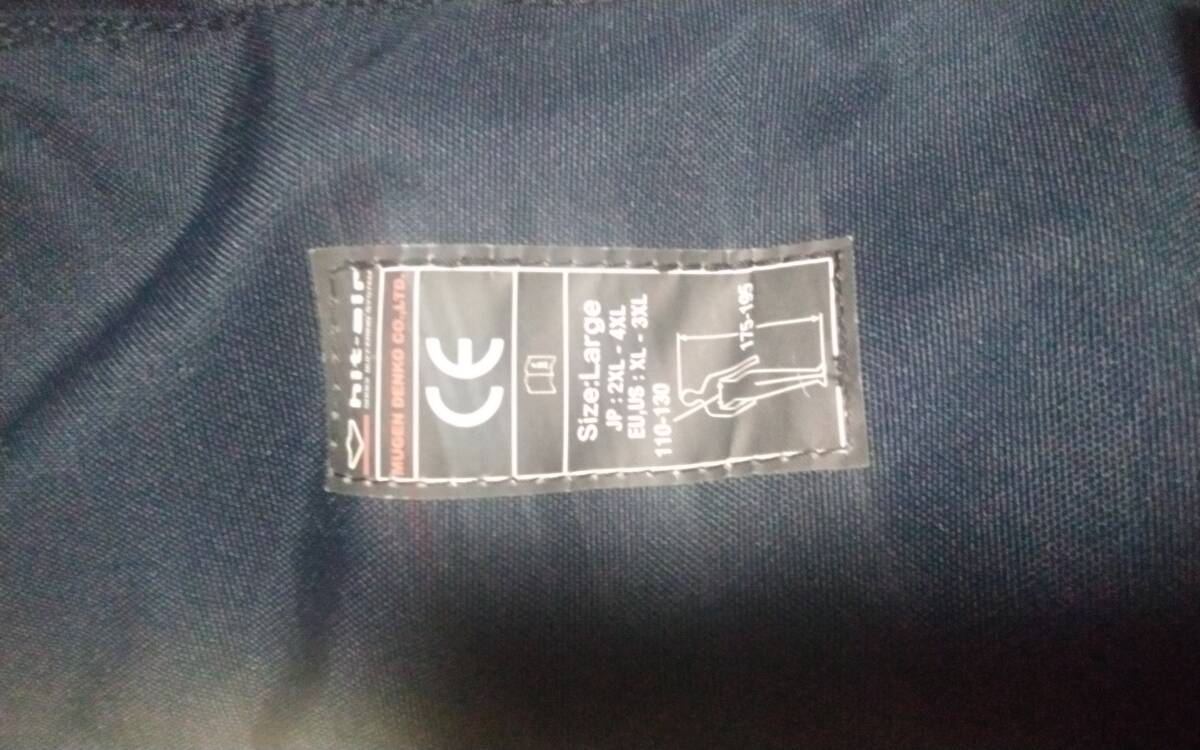 hit-air
MUGEN DENKO CO.,LTD.
CE
Size:Large
JP : 2XL - 4XL
EU,US : XL - 3XL
110-130
175-195